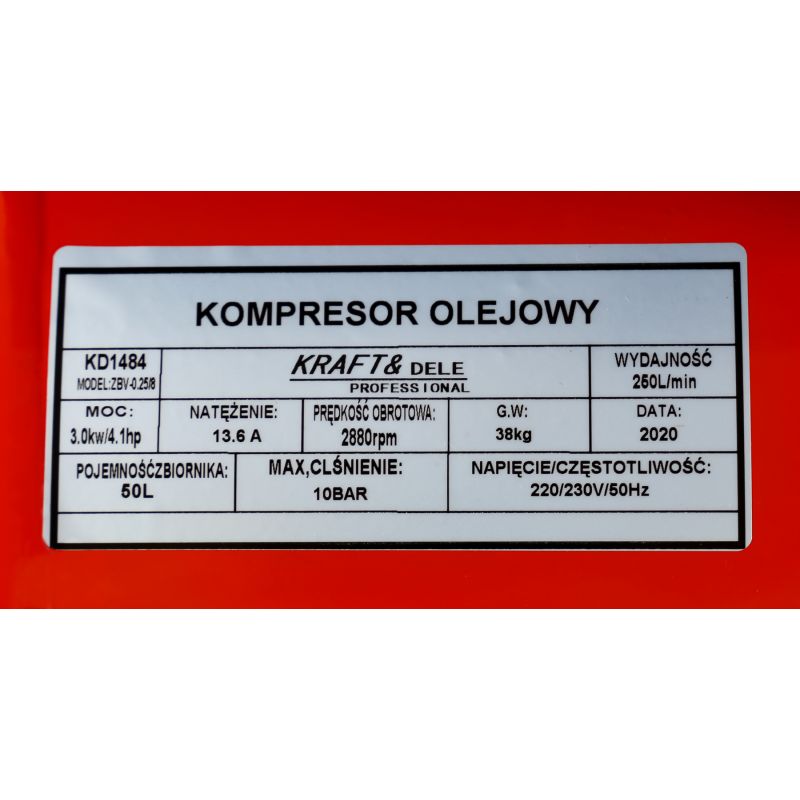 KOMPRESOR OLEJOWY
KD1484
MODEL:ZBV-0.25/8
KRAFT& DELE
PROFESSIONAL
WYDAJNOŚĆ
250L/min
MOC:
3.0kw/4.1hp
NATĘŻENIE:
13.6 A
PRĘDKOŚĆ OBROTOWA:
2880rpm
G.W:
38kg
DATA:
2020
POJEMNOŚĆZBIORNIKA:
50L
MAX,CLŚNIENIE:
10BAR
NAPIĘCIE/CZĘSTOTLIWOŚĆ:
220/230V/50Hz